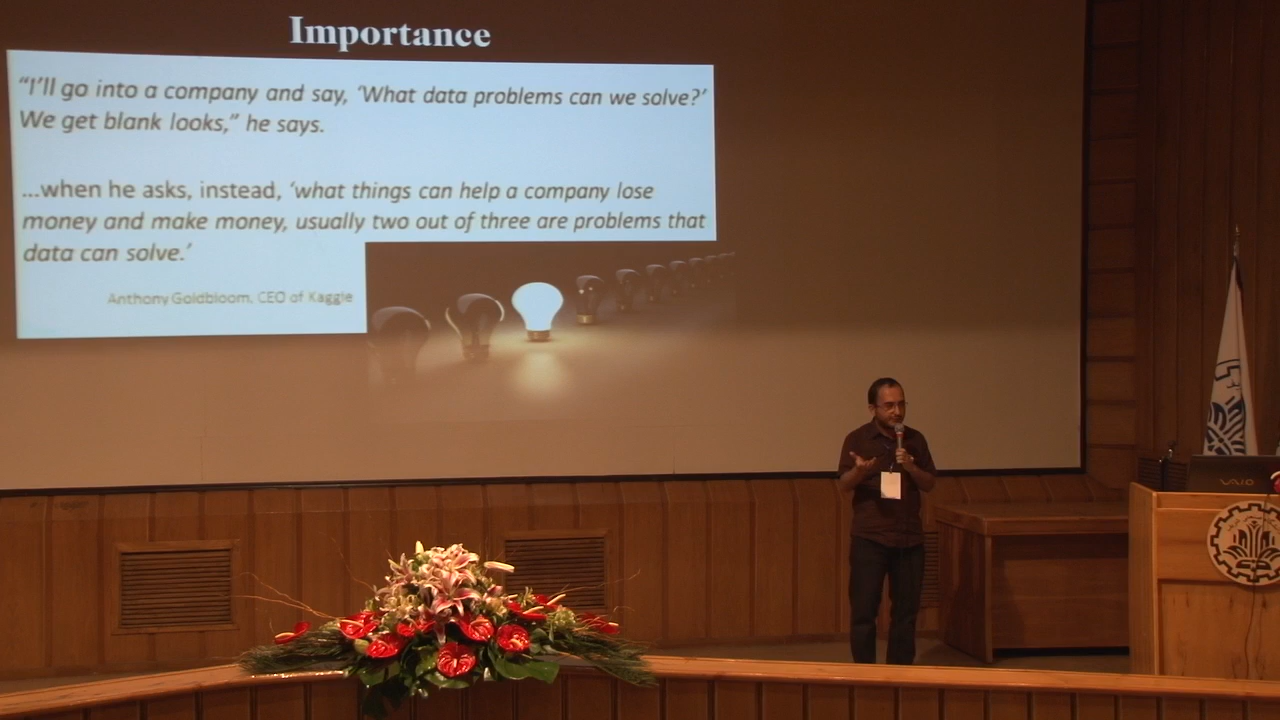 Importance
“I’ll go into a company and say, ‘What data problems can we solve?’
We get blank looks,” he says.
...when he asks, instead, ‘what things can help a company lose
money and make money, usually two out of three are problems that
data can solve.’
Anthony Goldbloom, CEO of Kaggle
VAIO